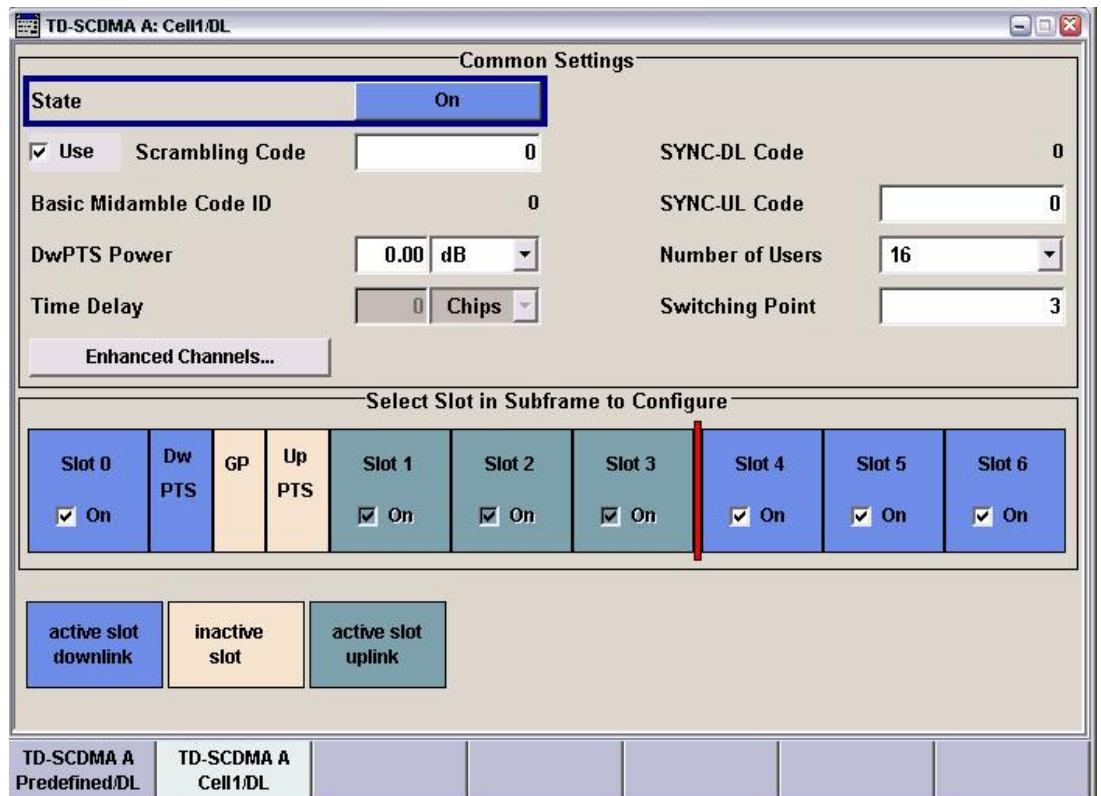 TD-SCDMA A: Cell1/DL
Common Settings
State On
Use Scrambling Code 0 SYNC-DL Code 0
Basic Midamble Code ID 0 SYNC-UL Code 0
DwPTS Power 0.00 dB Number of Users 16
Time Delay 0 Chips Switching Point 3
Enhanced Channels...
Select Slot in Subframe to Configure
Slot 0 Dw PTS GP Up PTS Slot 1 Slot 2 Slot 3 Slot 4 Slot 5 Slot 6
On On On On On On On
active slot downlink
inactive slot
active slot uplink
TD-SCDMA A Predefined/DL
TD-SCDMA A Cell1/DL